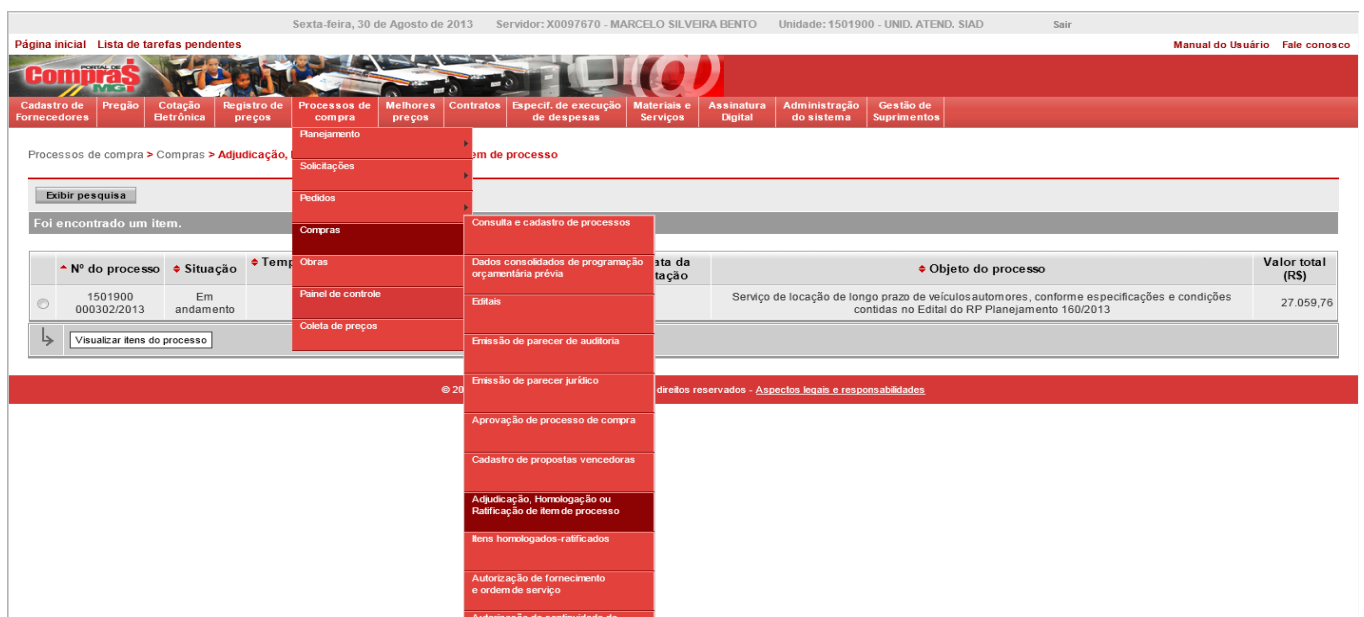 Sexta-feira, 30 de Agosto de 2013 Servidor: X0097670 - MARCELO SILVEIRA BENTO Unidade: 1501900 - UNID. ATEND. SIAD Sair
Página inicial Lista de tarefas pendentes Manual do Usuário Fale conosco
PORTAL DE
Compras
MG
Cadastro de Fornecedores Pregão Cotação Eletrônica Registro de preços Processos de compra Melhores preços Contratos Especif. de execução de despesas Materiais e Serviços Assinatura Digital Administração do sistema Gestão de Suprimentos
Planejamento
Processos de compra > Compras > Adjudicação, em de processo
Solicitações
Exibir pesquisa
Pedidos
Foi encontrado um item.
Compras
Consulta e cadastro de processos
Nº do processo Situação Temp
Obras
Dados consolidados de programação
orçamentária prévia
ata da
tação
Objeto do processo
Valor total
(R$)
1501900
000302/2013
Em
andamento
Painel de controle
Editais
Serviço de locação de longo prazo de veículos automores, conforme especificações e condições
contidas no Edital do RP Planejamento 160/2013
27.059,76
Coleta de preços
Visualizar itens do processo
Emissão de parecer de auditoria
Emissão de parecer jurídico
© 20 direitos reservados - Aspectos legais e responsabilidades
Aprovação de processo de compra
Cadastro de propostas vencedoras
Adjudicação, Homologação ou
Ratificação de item de processo
Itens homologados-ratificados
Autorização de fornecimento
e ordem de serviço